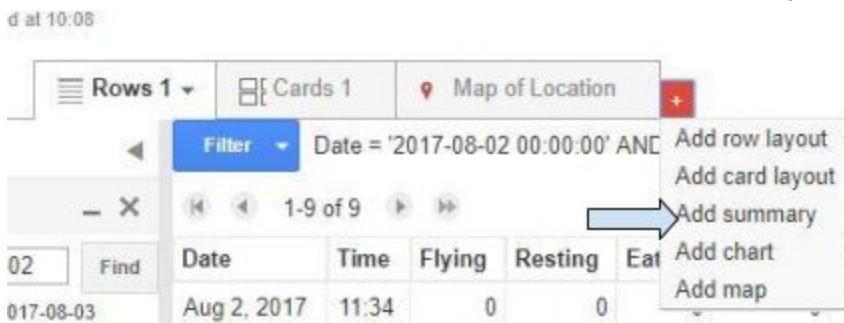 d at 10:08
Rows 1 Cards 1 Map of Location +
Add row layout
Filter Date = '2017-08-02 00:00:00' AND
Add card layout
1-9 of 9
Add summary
02 Find Date Time Flying Resting Eat
Add chart
Add map
017-08-03 Aug 2, 2017 11:34 0 0